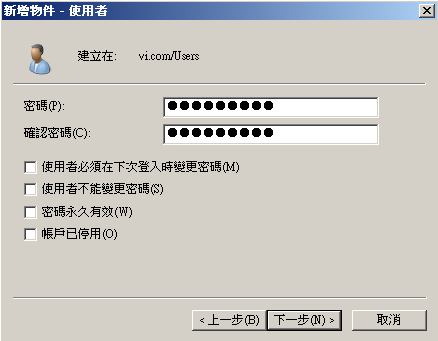 新增物件 - 使用者
建立在: vi.com/Users
密碼(P): ●●●●●●●●●
確認密碼(C): ●●●●●●●●●
使用者必須在下次登入時變更密碼(M)
使用者不能變更密碼(S)
密碼永久有效(W)
帳戶已停用(O)
< 上一步(B) 下一步(N) > 取消